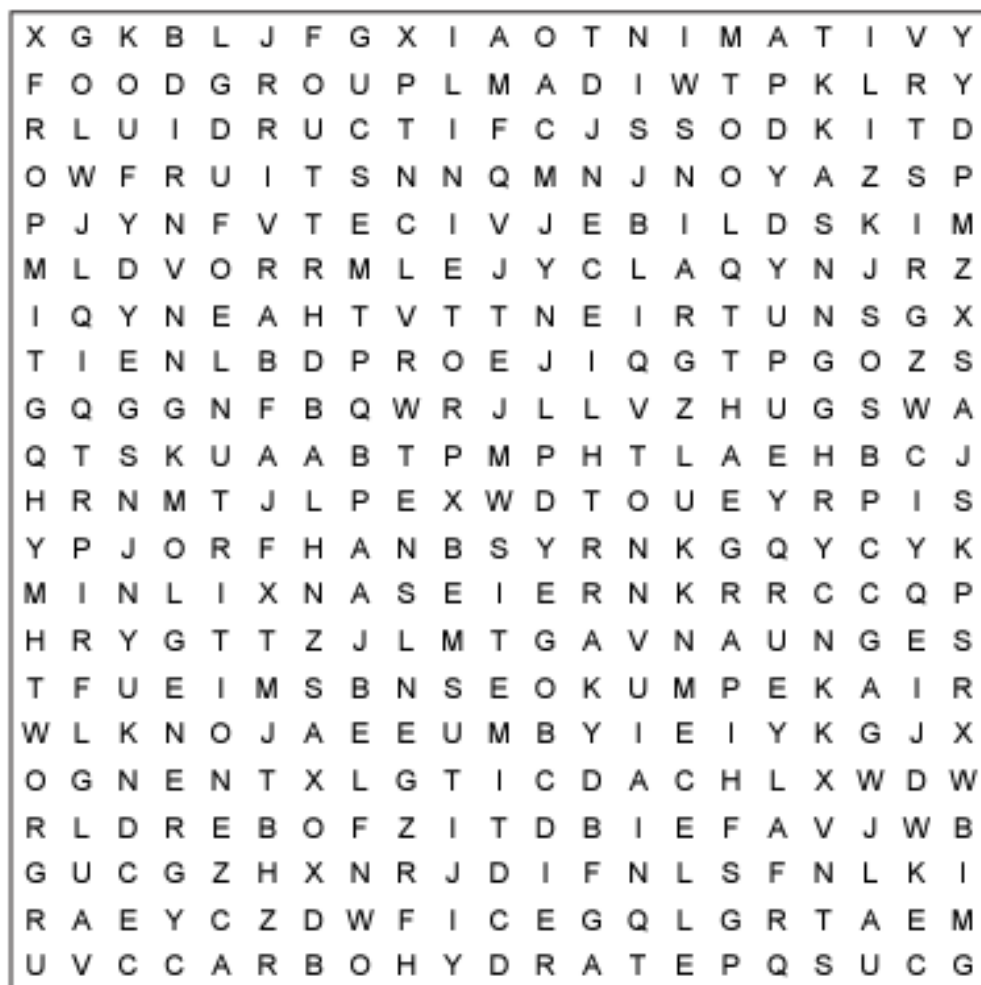 X G K B L J F G X I A O T N I M A T I V Y
F O O D G R O U P L M A D I W T P K L R Y
R L U I D R U C T I F C J S S O D K I T D
O W F R U I T S N N Q M N J N O Y A Z S P
P J Y N F V T E C I V J E B I L D S K I M
M L D V O R R M L E J Y C L A Q Y N J R Z
I Q Y N E A H T V T T N E I R T U N S G X
T I E N L B D P R O E J I Q G T P G O Z S
G Q G G N F B Q W R J L L V Z H U G S W A
Q T S K U A A B T P M P H T L A E H B C J
H R N M T J L P E X W D T O U E Y R P I S
Y P J O R F H A N B S Y R N K G Q Y C Y K
M I N L I X N A S E I E R N K R R C C Q P
H R Y G T T Z J L M T G A V N A U N G E S
T F U E I M S B N S E O K U M P E K A I R
W L K N O J A E E U M B Y I E I Y K G J X
O G N E N T X L G T I C D A C H L X W D W
R L D R E B O F Z I T D B I E F A V J W B
G U C G Z H X N R J D I F N L S F N L K I
R A E Y C Z D W F I C E G Q L G R T A E M
U V C C A R B O H Y D R A T E P Q S U C G